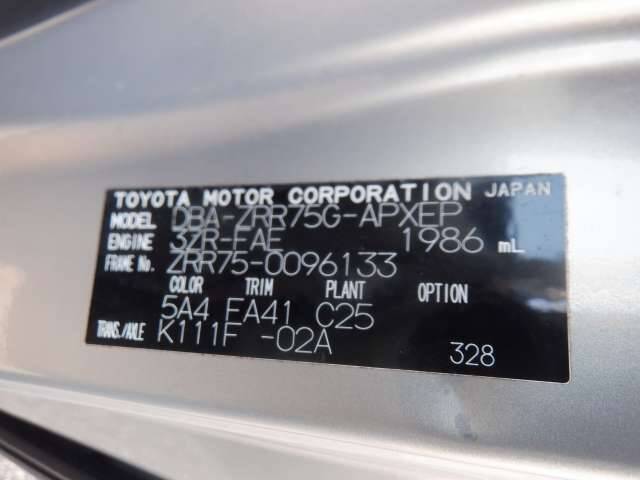 TOYOTA MOTOR CORPORATION JAPAN
MODEL DBA-ZRR75G-APXEP
ENGINE 3ZR-FAE 1986 mL
FRAME No. ZRR75-0096133
COLOR TRIM PLANT OPTION
5A4 FA41 C25
TRANS./AXLE K111F -02A 328